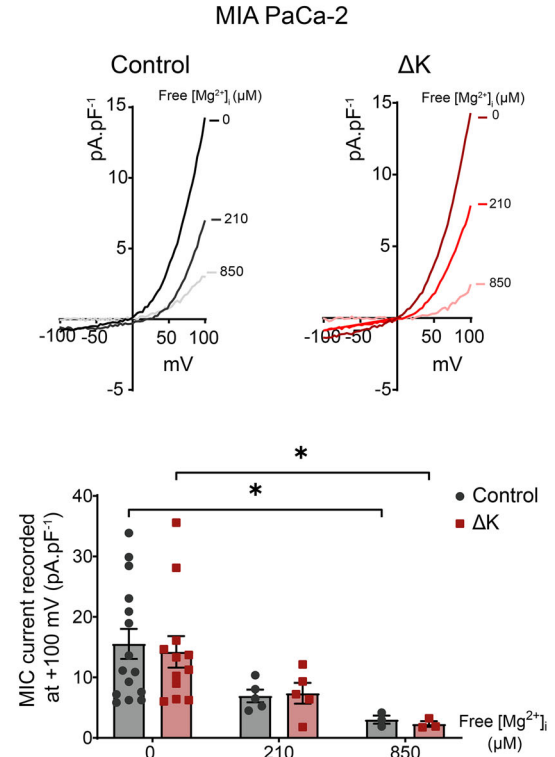 MIA PaCa-2
Control
ΔK
Free [Mg²⁺]ᵢ (μM)
pA.pF⁻¹
15
10
5
-5
-100
-50
50
100
mV
0
210
850
Free [Mg²⁺]ᵢ (μM)
pA.pF⁻¹
15
10
5
-5
-100
-50
50
100
mV
0
210
850
MIC current recorded
at +100 mV (pA.pF⁻¹)
40
30
20
10
0
*
*
Control
ΔK
0
210
850
Free [Mg²⁺]ᵢ
(μM)